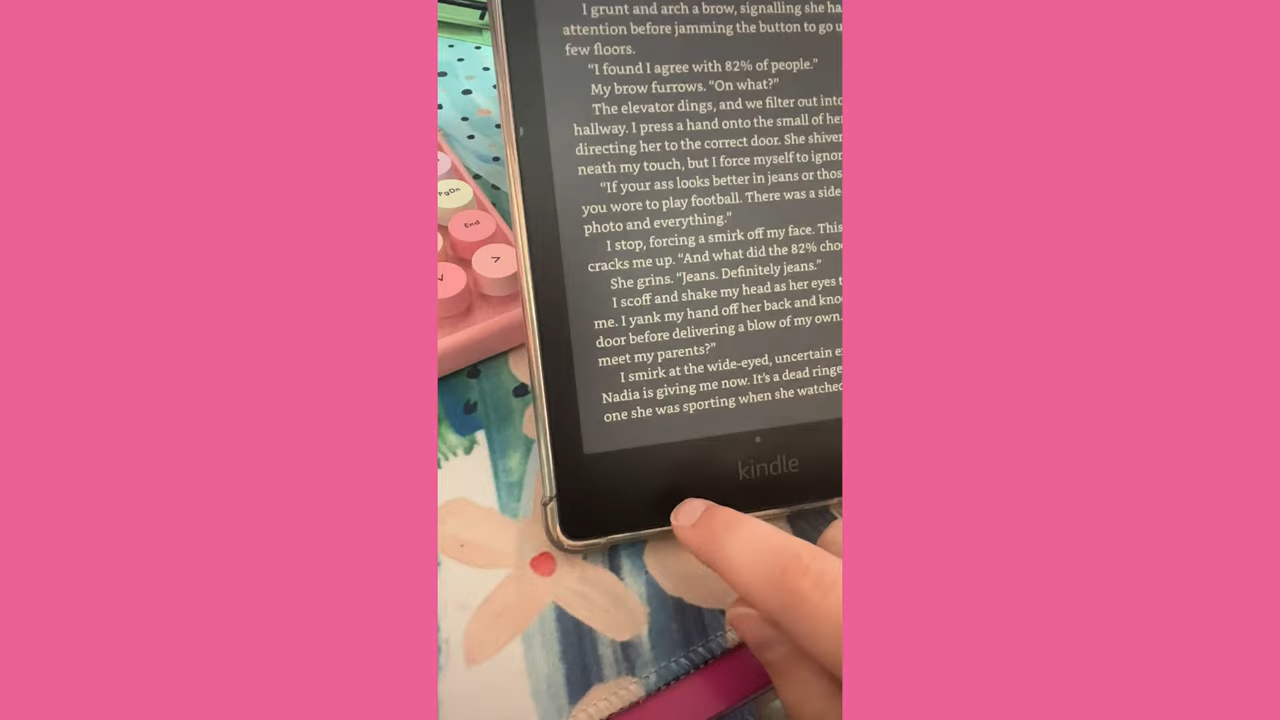 I grunt and arch a brow, signalling she ha
attention before jamming the button to go u
few floors.
“I found I agree with 82% of people.”
My brow furrows. “On what?”
The elevator dings, and we filter out into
hallway. I press a hand onto the small of her
directing her to the correct door. She shiver
neath my touch, but I force myself to ignor
“If your ass looks better in jeans or thos
you wore to play football. There was a side
photo and everything.”
I stop, forcing a smirk off my face. This
cracks me up. “And what did the 82% cho
She grins. “Jeans. Definitely jeans.”
I scoff and shake my head as her eyes t
me. I yank my hand off her back and kno
door before delivering a blow of my own.
meet my parents?”
I smirk at the wide-eyed, uncertain e
Nadia is giving me now. It’s a dead ringe
one she was sporting when she watched
kindle
PgDn
End
>